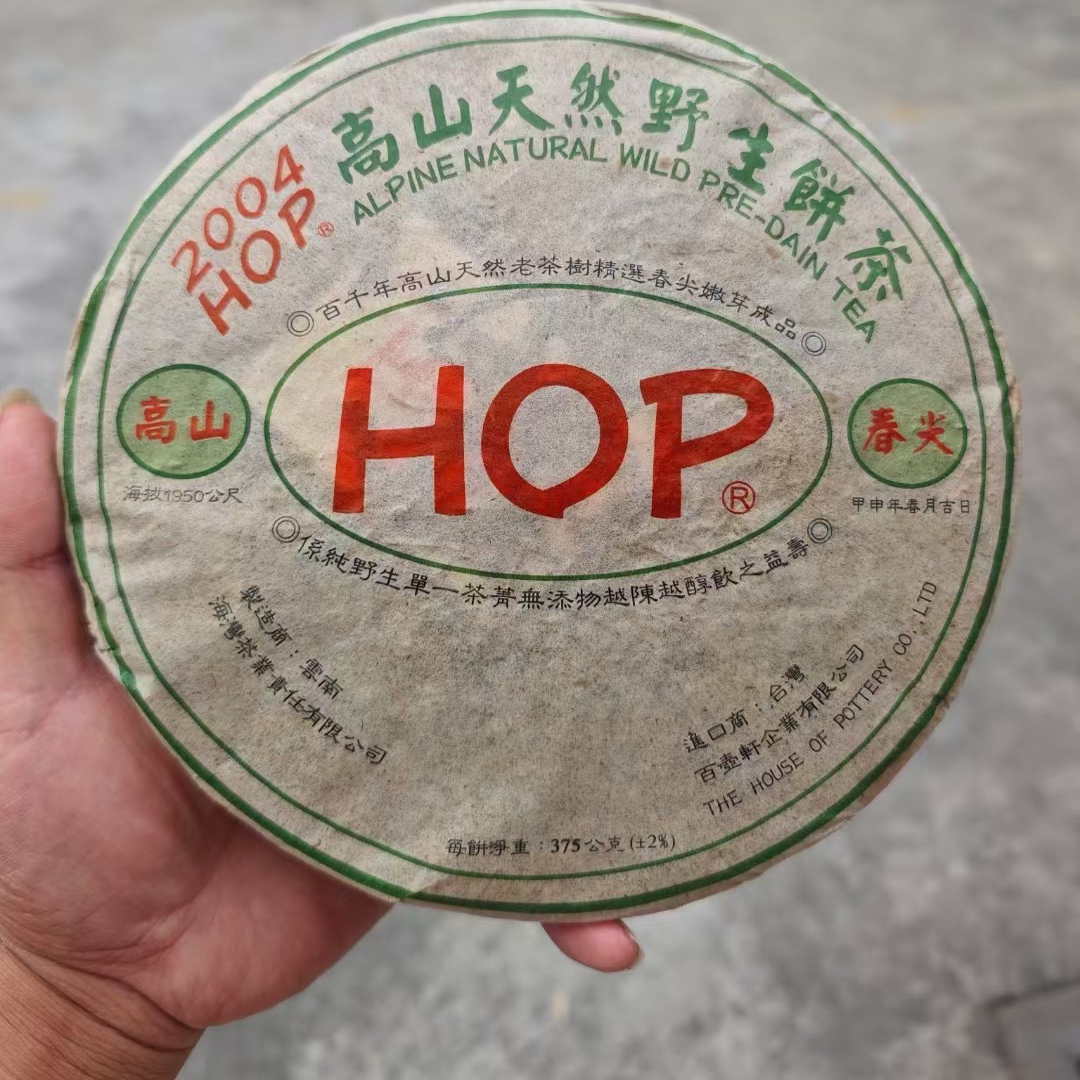 2004
HOP®
高山天然野生餅茶
ALPINE NATURAL WILD PRE-DAIN TEA
◎百千年高山天然老茶樹精選春尖嫩芽成品◎
高山
海拔1950公尺
HOP®
春尖
甲申年春月吉日
◎係純野生單一茶菁無添物越陳越醇飲之益壽◎
製造商：雲南
海灣茶業責任有限公司
進口商：台灣
百壺軒企業有限公司
THE HOUSE OF POTTERY CO.,LTD
每餅淨重：375公克(±2%)